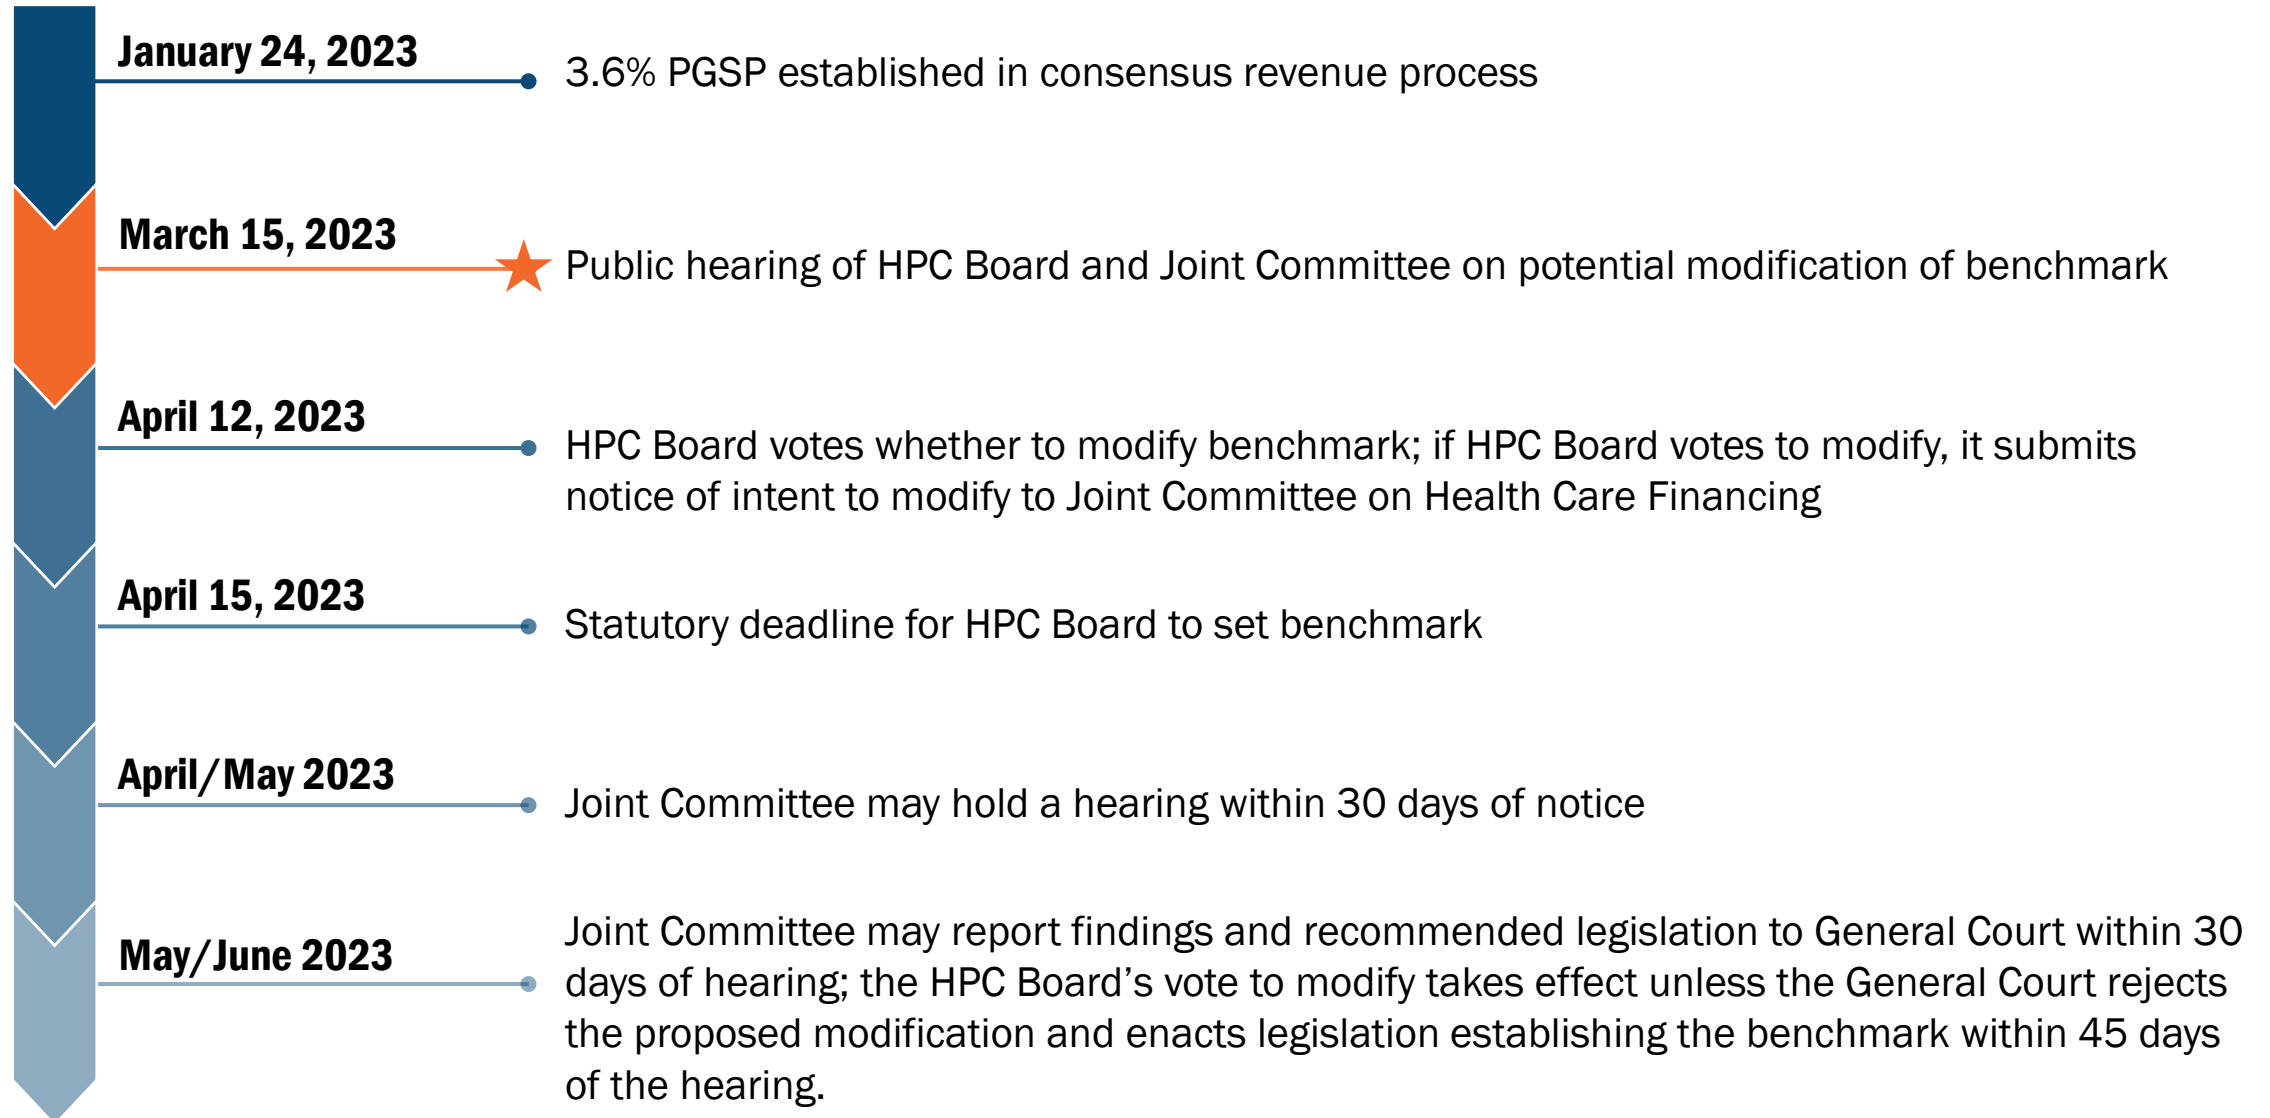 January 24, 2023
3.6% PGSP established in consensus revenue process
March 15, 2023
Public hearing of HPC Board and Joint Committee on potential modification of benchmark
April 12, 2023
HPC Board votes whether to modify benchmark; if HPC Board votes to modify, it submits
notice of intent to modify to Joint Committee on Health Care Financing
April 15, 2023
Statutory deadline for HPC Board to set benchmark
April/May 2023
Joint Committee may hold a hearing within 30 days of notice
May/June 2023
Joint Committee may report findings and recommended legislation to General Court within 30
days of hearing; the HPC Board’s vote to modify takes effect unless the General Court rejects
the proposed modification and enacts legislation establishing the benchmark within 45 days
of the hearing.